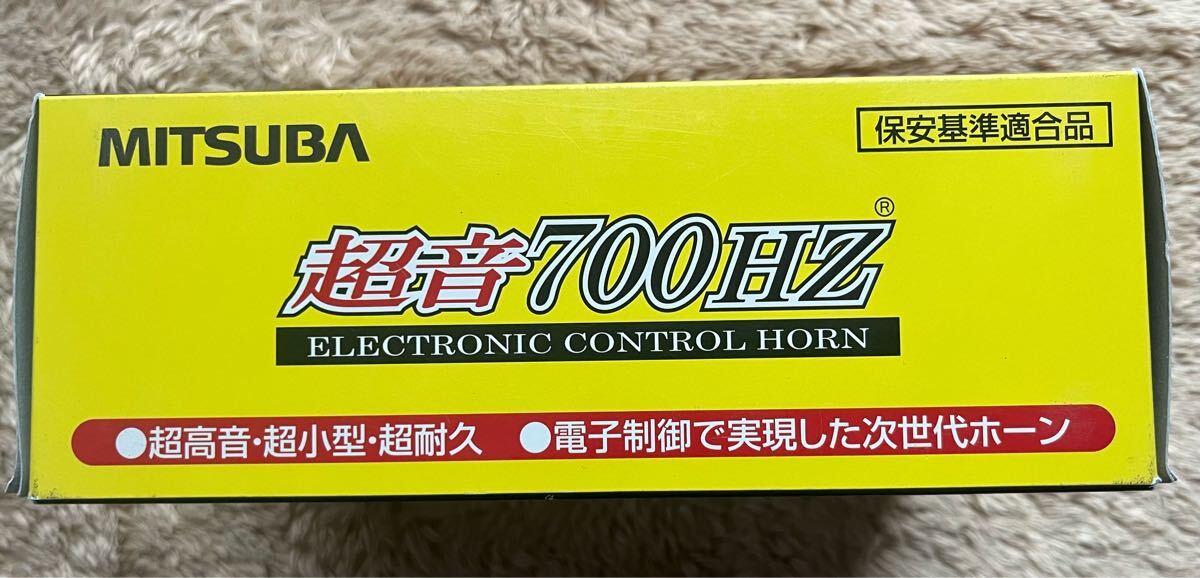 MITSUBA
保安基準適合品
超音700HZ®
ELECTRONIC CONTROL HORN
●超高音・超小型・超耐久 ●電子制御で実現した次世代ホーン